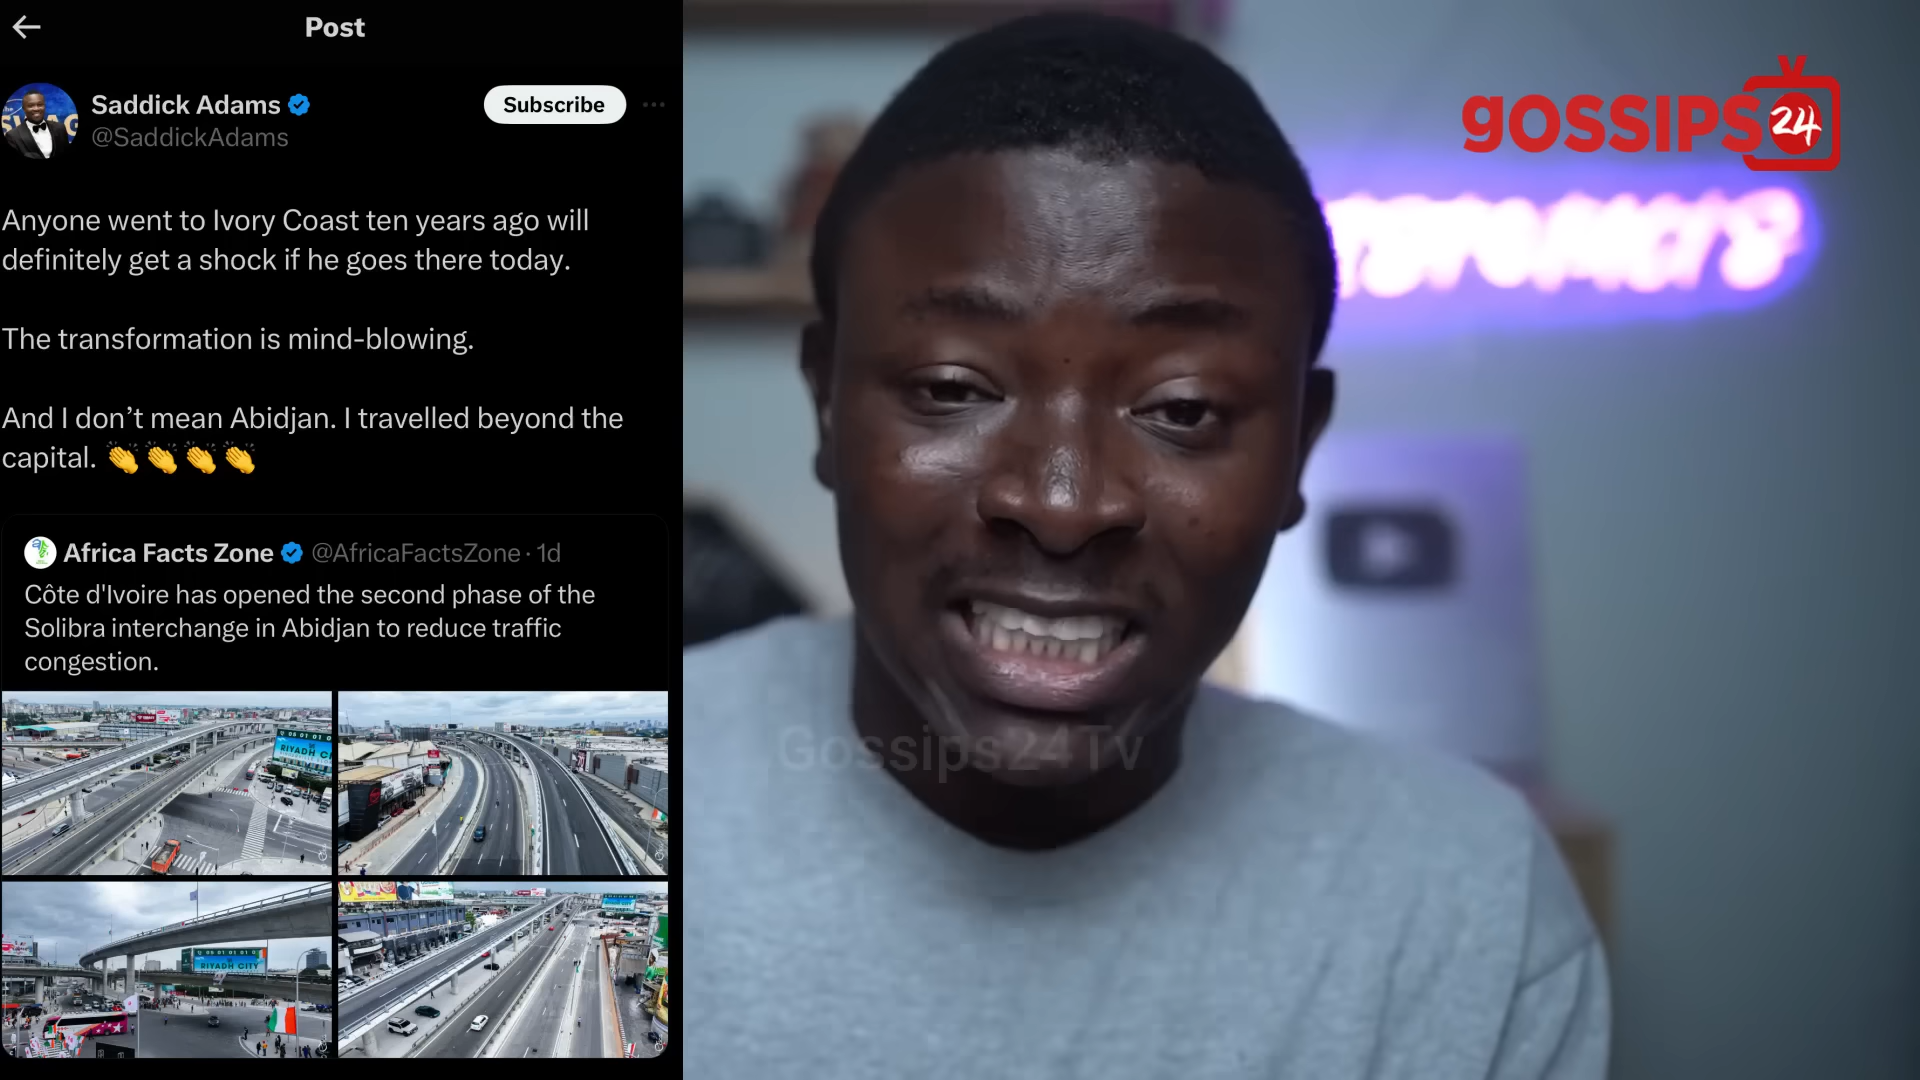 Post
Saddick Adams
Subscribe
@SaddickAdams
Anyone went to Ivory Coast ten years ago will
definitely get a shock if he goes there today.
The transformation is mind-blowing.
And I don’t mean Abidjan. I travelled beyond the
capital. 👏👏👏👏
Africa Facts Zone @AfricaFactsZone · 1d
Côte d'Ivoire has opened the second phase of the
Solibra interchange in Abidjan to reduce traffic
congestion.
RIYADH CI
RIYADH CITY
gOSSIPS24
Gossips24Tv